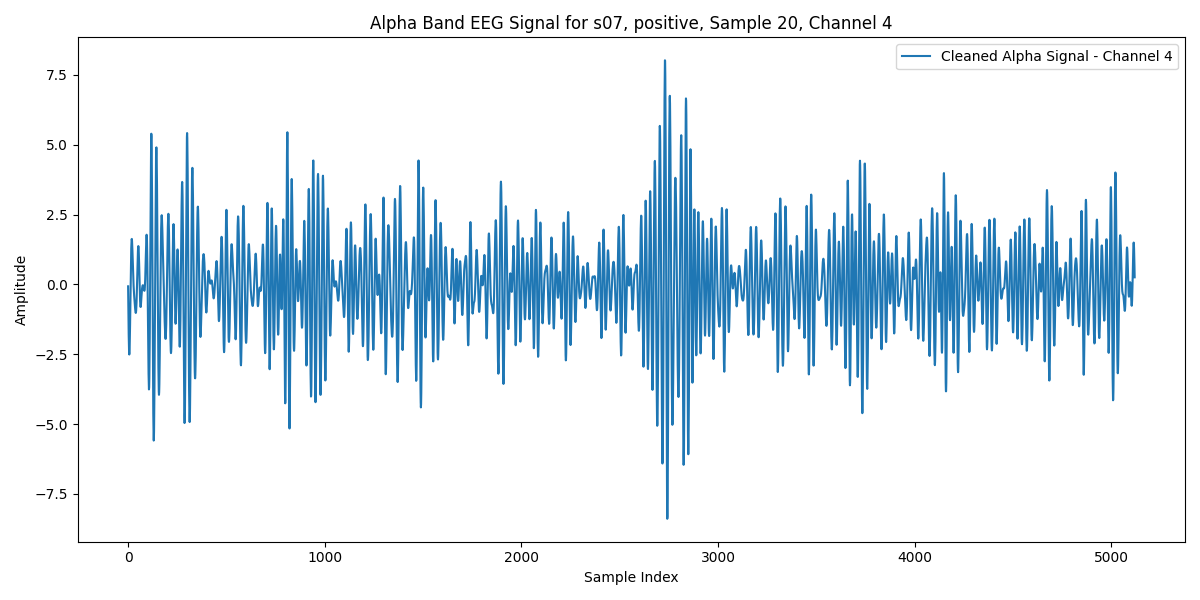 Alpha Band EEG Signal for s07, positive, Sample 20, Channel 4
Cleaned Alpha Signal - Channel 4
7.5
5.0
2.5
0.0
−2.5
−5.0
−7.5
Amplitude
0 1000 2000 3000 4000 5000
Sample Index